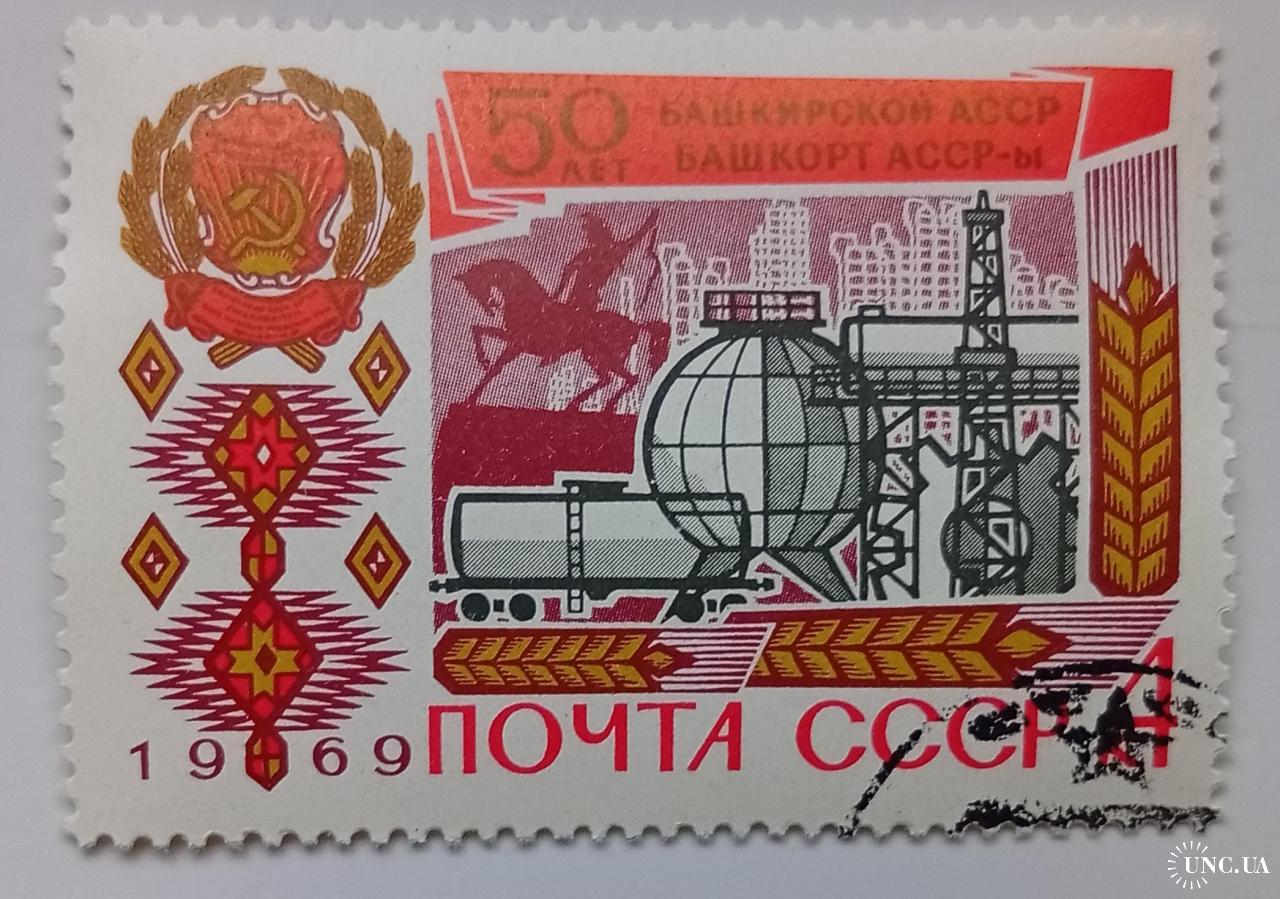 50 ЛЕТ
БАШКИРСКОЙ АССР
БАШКОРТ АССР-ы
1969
ПОЧТА СССР
4
К
UNC.UA